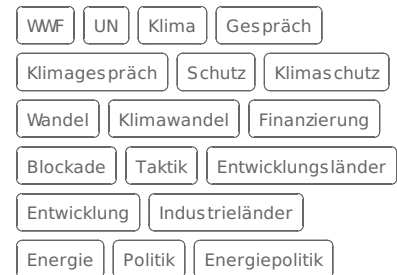 WWF UN Klima Gespräch
Klimagespräch Schutz Klimaschutz
Wandel Klimawandel Finanzierung
Blockade Taktik Entwicklungsländer
Entwicklung Industrieländer
Energie Politik Energiepolitik